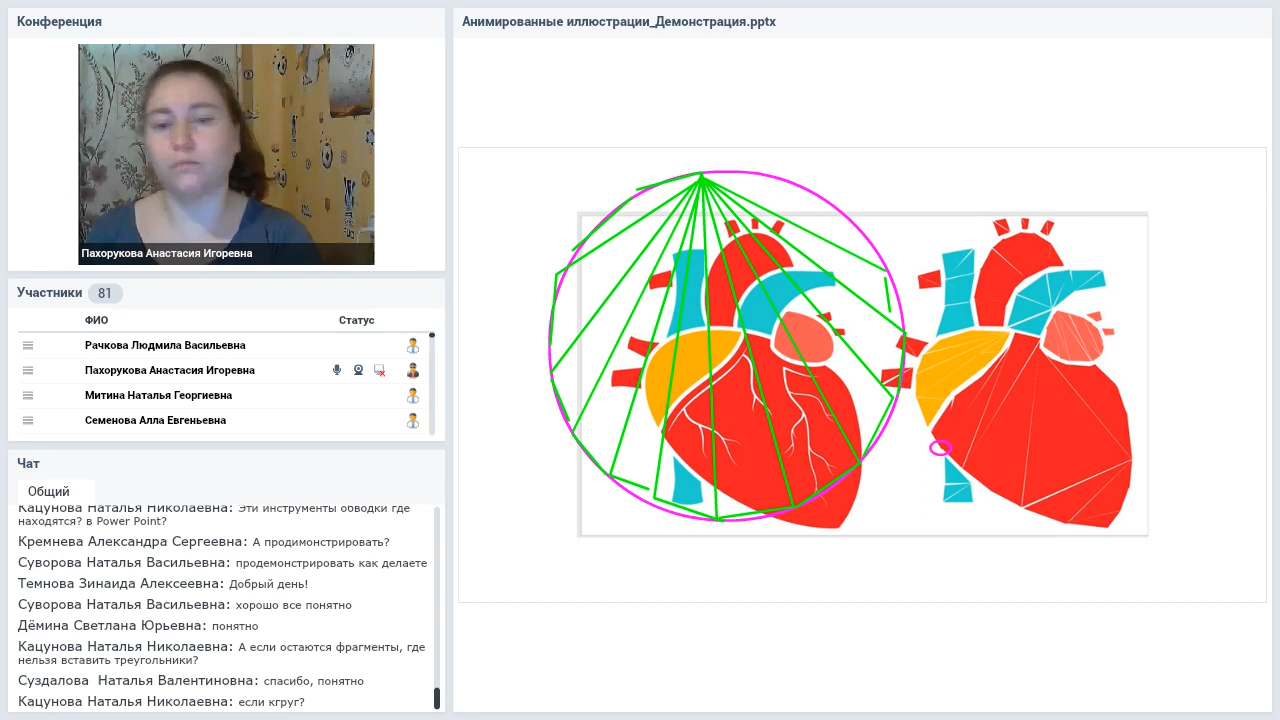 Конференция
Пахорукова Анастасия Игоревна
Участники 81
ФИО Статус
Рачкова Людмила Васильевна
Пахорукова Анастасия Игоревна
Митина Наталья Георгиевна
Семенова Алла Евгеньевна
Чат
Общий
Кацунова Наталья Николаевна: Эти инструменты обводки где
находятся? в Power Point?
Кремнева Александра Сергеевна: А продимонстрировать?
Суворова Наталья Васильевна: продемонстрировать как делаете
Темнова Зинаида Алексеевна: Добрый день!
Суворова Наталья Васильевна: хорошо все понятно
Дёмина Светлана Юрьевна: понятно
Кацунова Наталья Николаевна: А если остаются фрагменты, где
нельзя вставить треугольники?
Суздалова Наталья Валентиновна: спасибо, понятно
Кацунова Наталья Николаевна: если кгруг?
Анимированные иллюстрации_Демонстрация.pptx